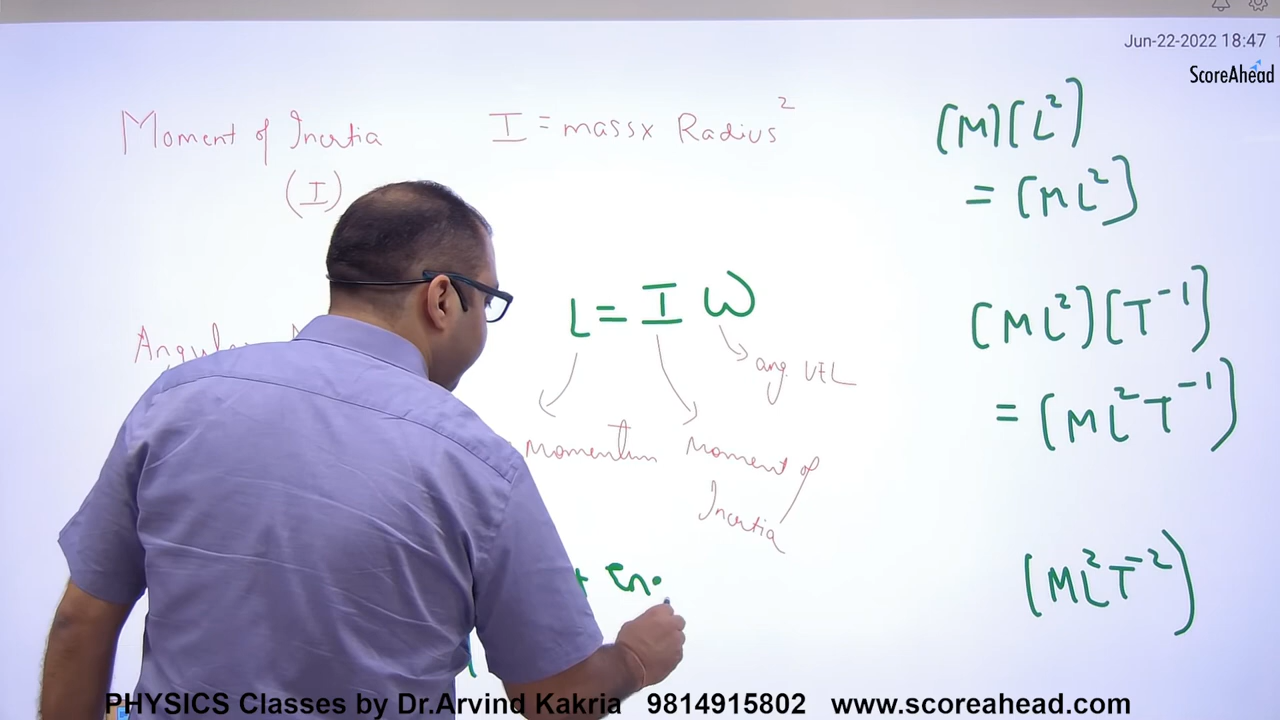 Jun-22-2022 18:47
ScoreAhead
Moment of Inertia
(I)
I = mass x Radius²
[M][L²]
= [ML²]
Angular
L = I ω
ang. VEL
Momentum
Moment of
Inertia
[ML²][T⁻¹]
= [ML²T⁻¹]
[ML²T⁻²]
PHYSICS Classes by Dr.Arvind Kakria 9814915802 www.scoreahead.com